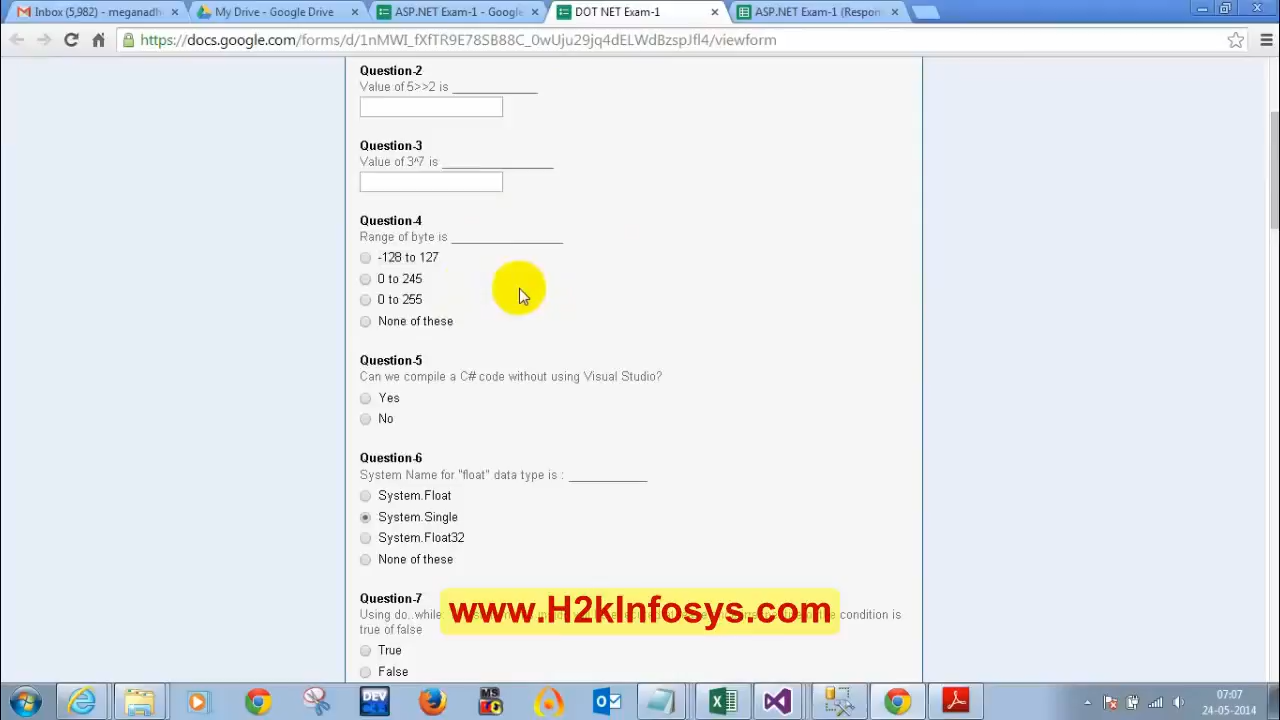 Inbox (5,982) - meganadh
My Drive - Google Drive
ASP.NET Exam-1 - Google
DOT NET Exam-1
ASP.NET Exam-1 (Respon
https://docs.google.com/forms/d/1nMWI_fXfTR9E78SB88C_0wUju29jq4dELWdBzspJfl4/viewform
Question-2
Value of 5>>2 is ____________
Question-3
Value of 3^7 is ________________
Question-4
Range of byte is ________________
-128 to 127
0 to 245
0 to 255
None of these
Question-5
Can we compile a C# code without using Visual Studio?
Yes
No
Question-6
System Name for "float" data type is : ___________
System.Float
System.Single
System.Float32
None of these
Question-7
Using do..while
condition is
www.H2kInfosys.com
true of false
True
False
DEV
MS
07:07
24-05-2014